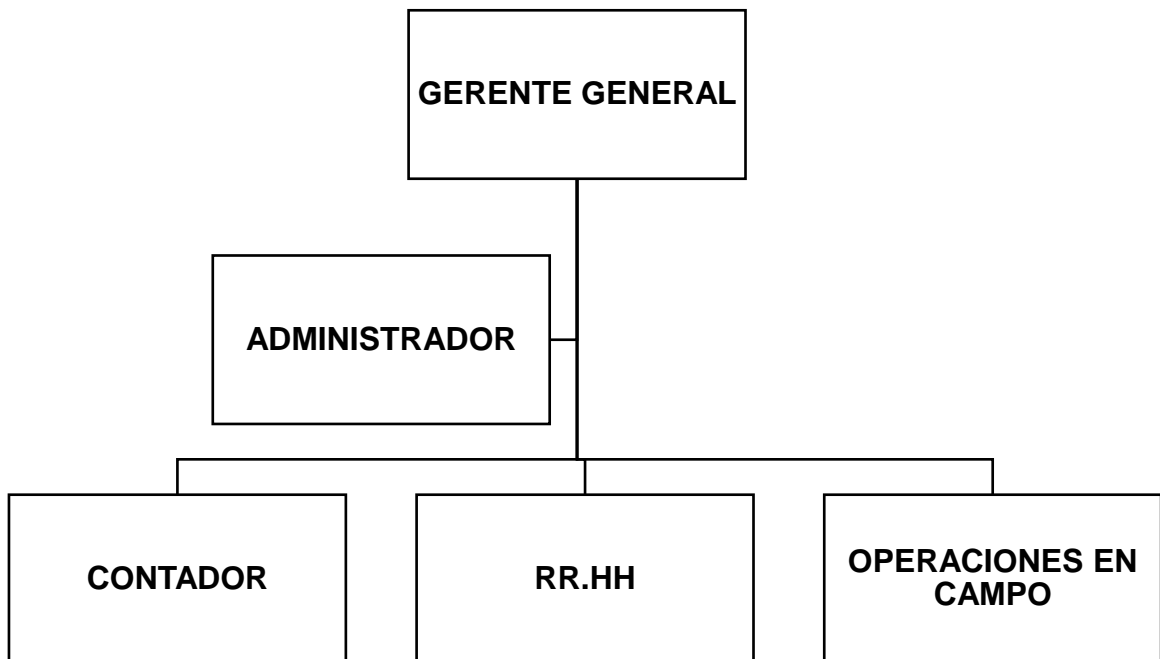 GERENTE GENERAL
ADMINISTRADOR
CONTADOR
RR.HH
OPERACIONES EN
CAMPO